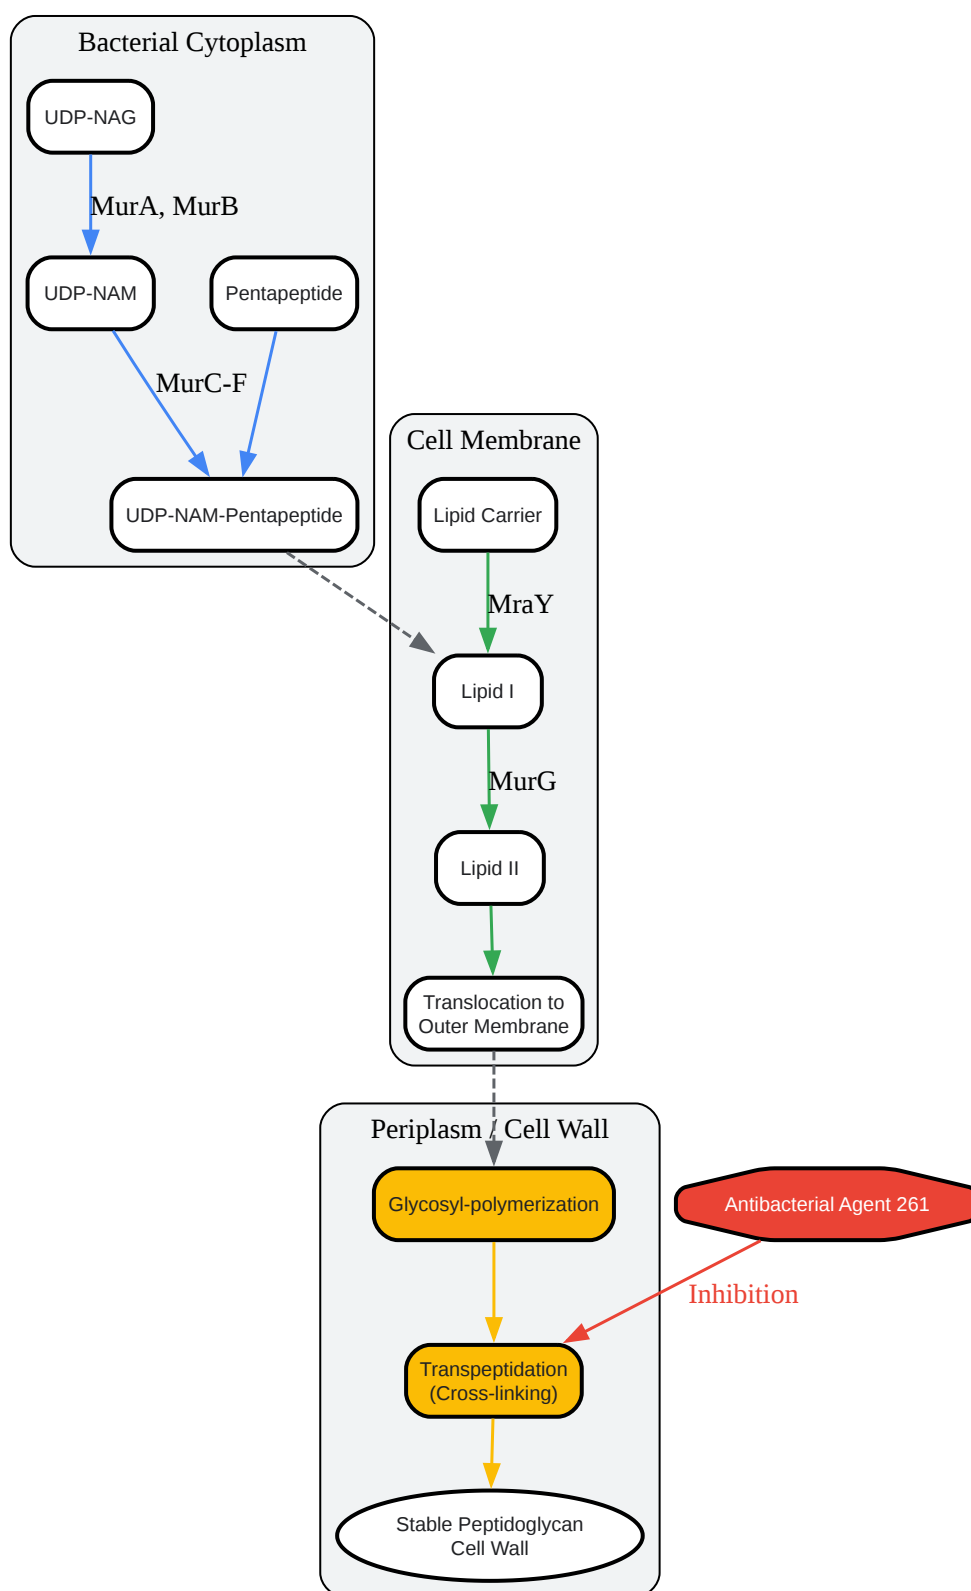 Bacterial Cytoplasm
UDP-NAG
MurA, MurB
UDP-NAM
Pentapeptide
MurC-F
UDP-NAM-Pentapeptide
Cell Membrane
Lipid Carrier
MraY
Lipid I
MurG
Lipid II
Translocation to
Outer Membrane
Periplasm / Cell Wall
Glycosyl-polymerization
Antibacterial Agent 261
Inhibition
Transpeptidation
(Cross-linking)
Stable Peptidoglycan
Cell Wall